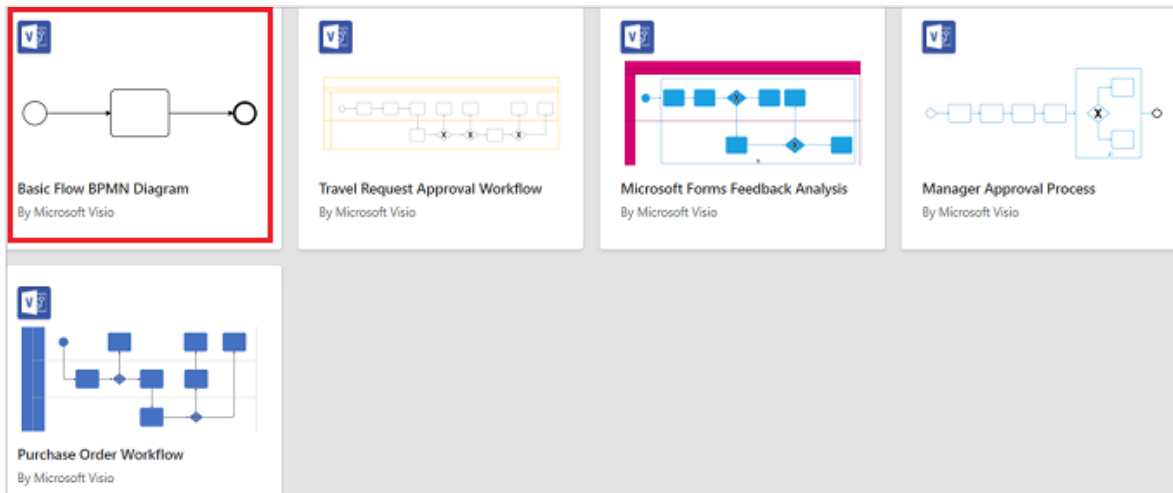 Basic Flow BPMN Diagram
By Microsoft Visio
Travel Request Approval Workflow
By Microsoft Visio
Microsoft Forms Feedback Analysis
By Microsoft Visio
Manager Approval Process
By Microsoft Visio
Purchase Order Workflow
By Microsoft Visio